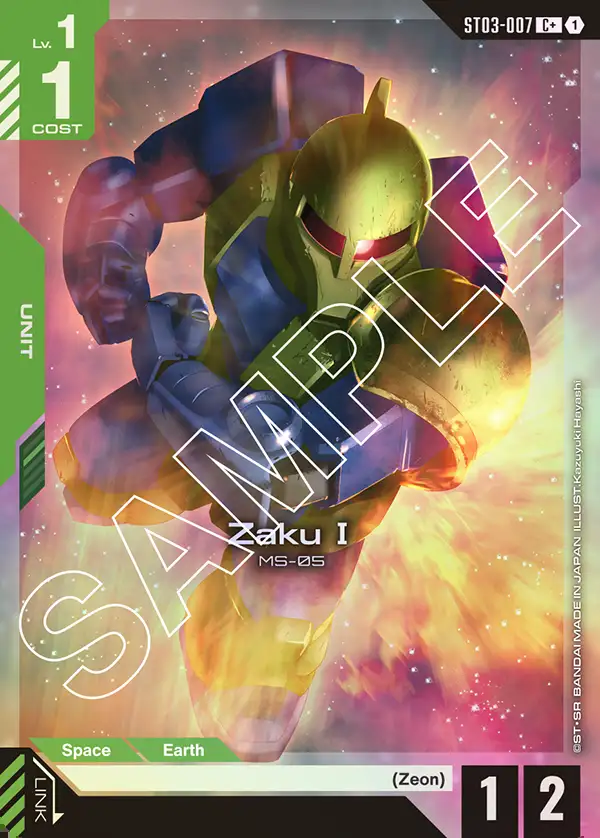 Lv. 1
1
COST
ST03-007 C+ 1
UNIT
SAMPLE
Zaku I
MS-05
©ST・SR BANDAI MADE IN JAPAN ILLUST:Kazuyuki Hayashi
Space Earth
LINK
(Zeon)
1 2